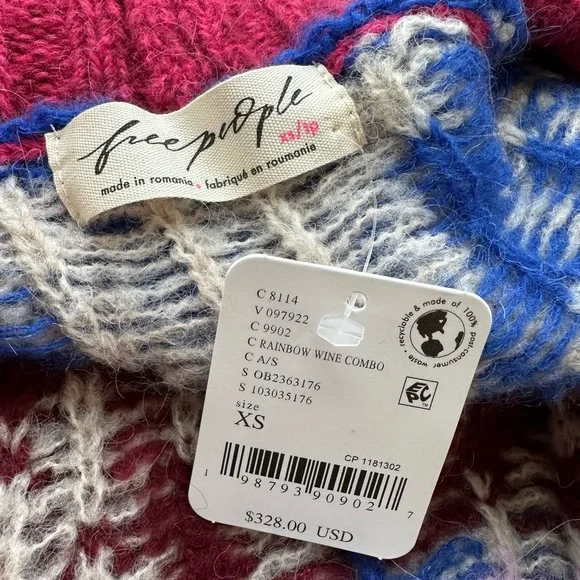 free people
xs/tp
made in romania • fabriqué en roumanie
C 8114
V 097922
C 9902
C RAINBOW WINE COMBO
C A/S
S OB2363176
S 103035176
size
XS
CP 1181302
1 98793 90902 7
$328.00 USD
recyclable & made of 100% post-consumer waste •